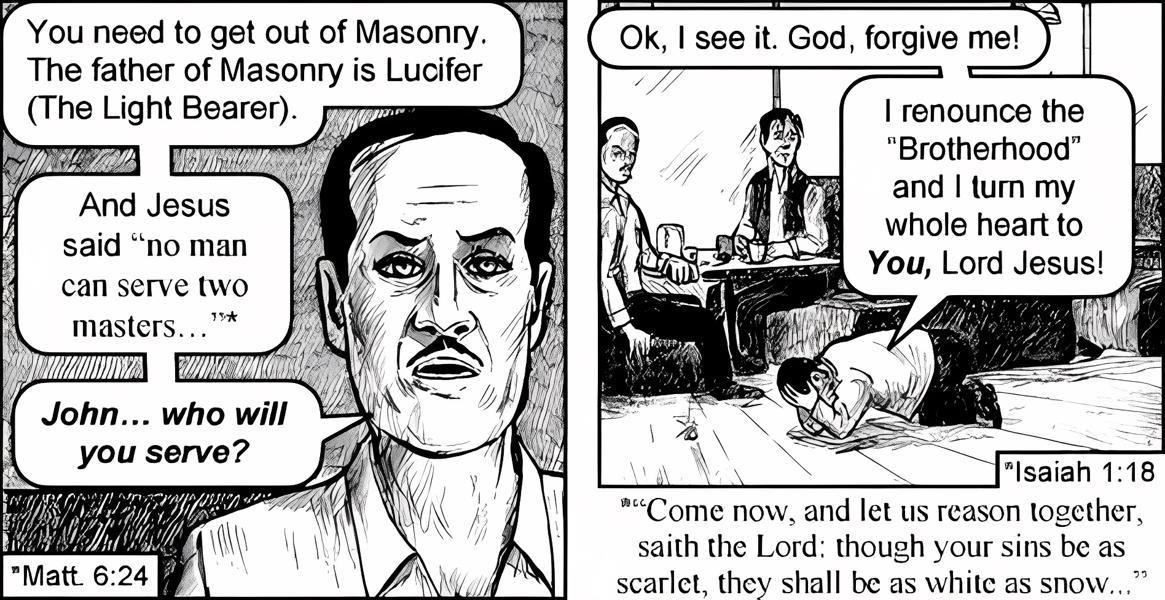 You need to get out of Masonry.
The father of Masonry is Lucifer
(The Light Bearer).
And Jesus
said “no man
can serve two
masters...”*
John... who will
you serve?
"Matt. 6:24
Ok, I see it. God, forgive me!
I renounce the
"Brotherhood"
and I turn my
whole heart to
You, Lord Jesus!
"Isaiah 1:18
"“Come now, and let us reason together,
saith the Lord: though your sins be as
scarlet, they shall be as white as snow...”